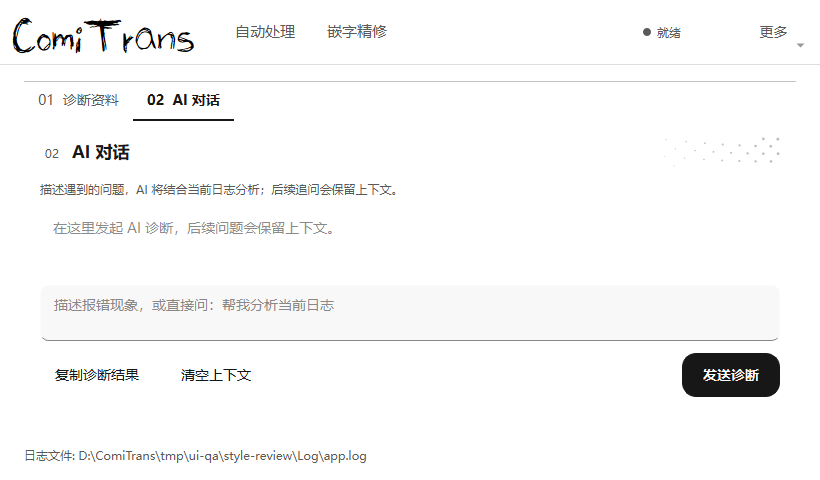 ComiTrans 自动处理 嵌字精修 就绪 更多
01 诊断资料 02 AI 对话
02 AI 对话
描述遇到的问题，AI 将结合当前日志分析；后续追问会保留上下文。
在这里发起 AI 诊断，后续问题会保留上下文。
描述报错现象，或直接问：帮我分析当前日志
复制诊断结果 清空上下文 发送诊断
日志文件: D:\ComiTrans\tmp\ui-qa\style-review\Log\app.log